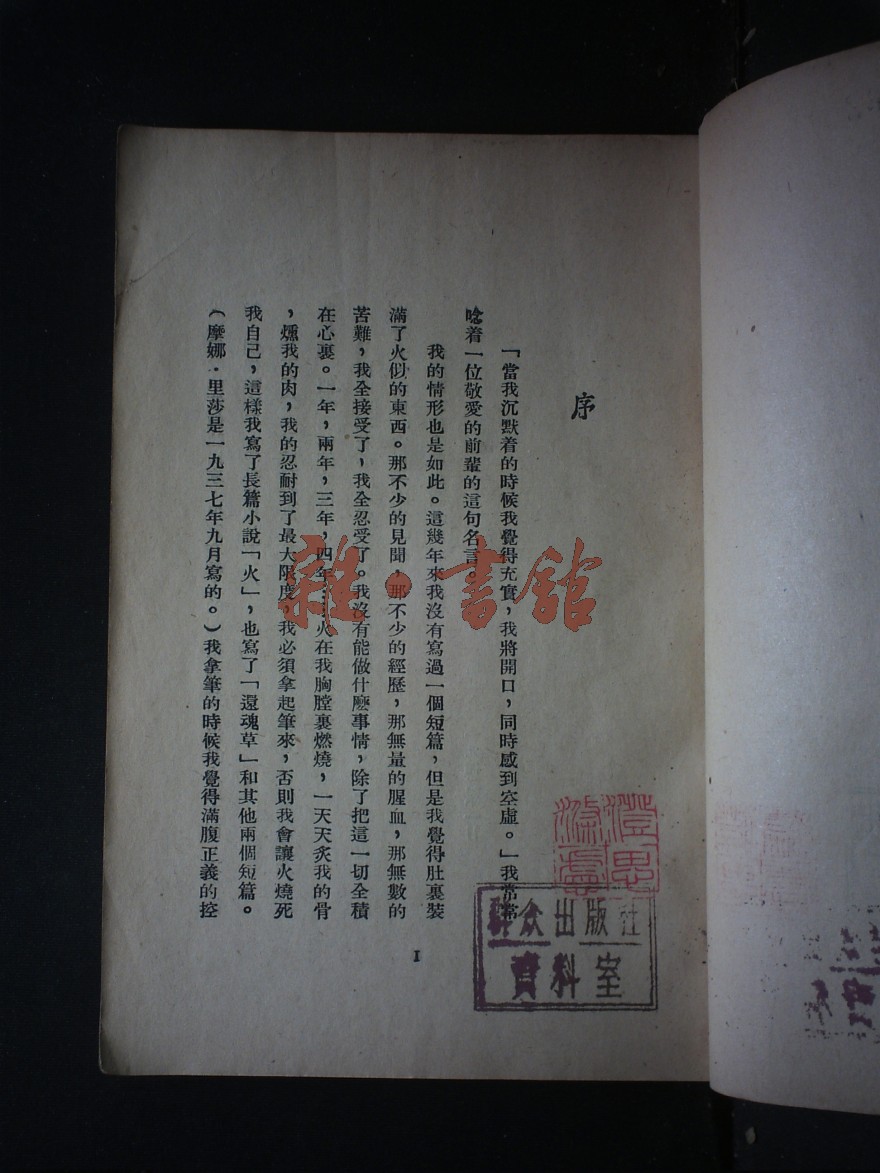 序
「當我沉默着的時候我覺得充實，我將開口，同時感到空虛。」我常常
唸着一位敬愛的前輩的這句名言。
我的情形也是如此。這幾年來我沒有寫過一個短篇，但是我覺得肚裏裝
滿了火似的東西。那不少的見聞，那不少的經歷，那無量的腥血，那無數的
苦難，我全接受了，我全忍受了。我沒有能做什麽事情，除了把這一切全積
在心裏。一年，兩年，三年，四年……火在我胸膛裏燃燒，一天天炙我的骨
，燻我的肉，我的忍耐到了最大限度，我必須拿起筆來，否則我會讓火燒死
我自己，這樣我寫了長篇小說「火」，也寫了「還魂草」和其他兩個短篇。
（摩娜·里莎是一九三七年九月寫的。）我拿筆的時候我覺得滿腹正義的控
I
澄思
群众出版社
資料室
雜·書館